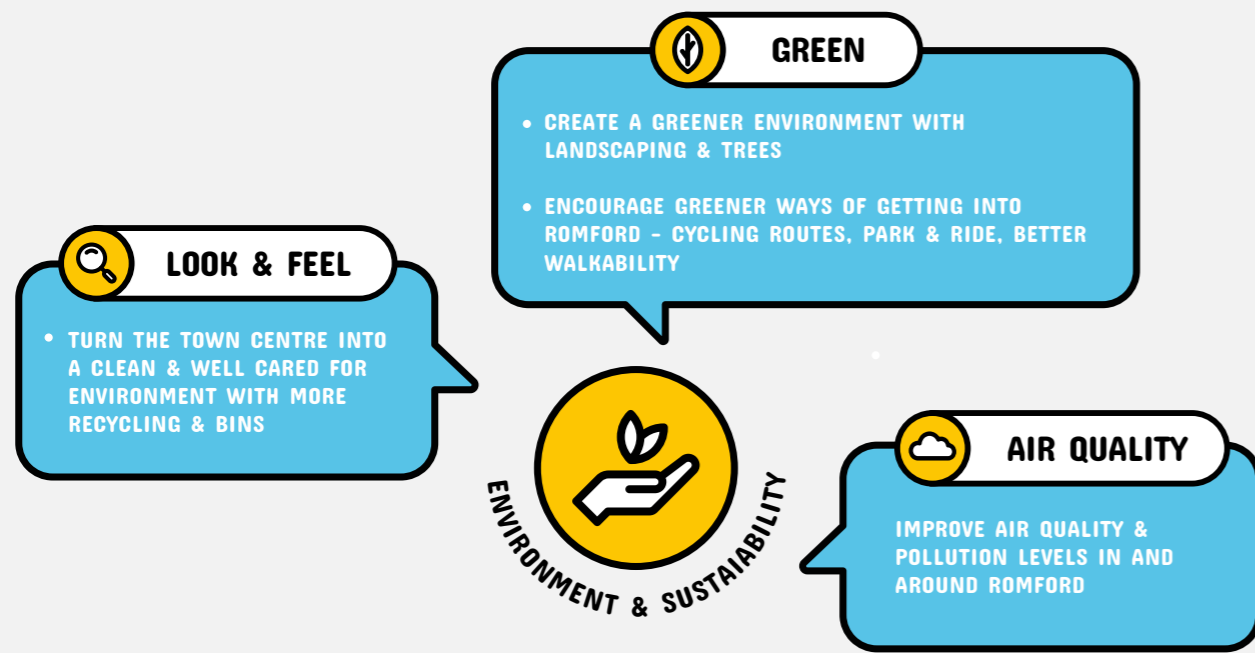 GREEN
• CREATE A GREENER ENVIRONMENT WITH
LANDSCAPING & TREES
• ENCOURAGE GREENER WAYS OF GETTING INTO
ROMFORD - CYCLING ROUTES, PARK & RIDE, BETTER
WALKABILITY
LOOK & FEEL
• TURN THE TOWN CENTRE INTO
A CLEAN & WELL CARED FOR
ENVIRONMENT WITH MORE
RECYCLING & BINS
ENVIRONMENT & SUSTAIABILITY
AIR QUALITY
IMPROVE AIR QUALITY &
POLLUTION LEVELS IN AND
AROUND ROMFORD